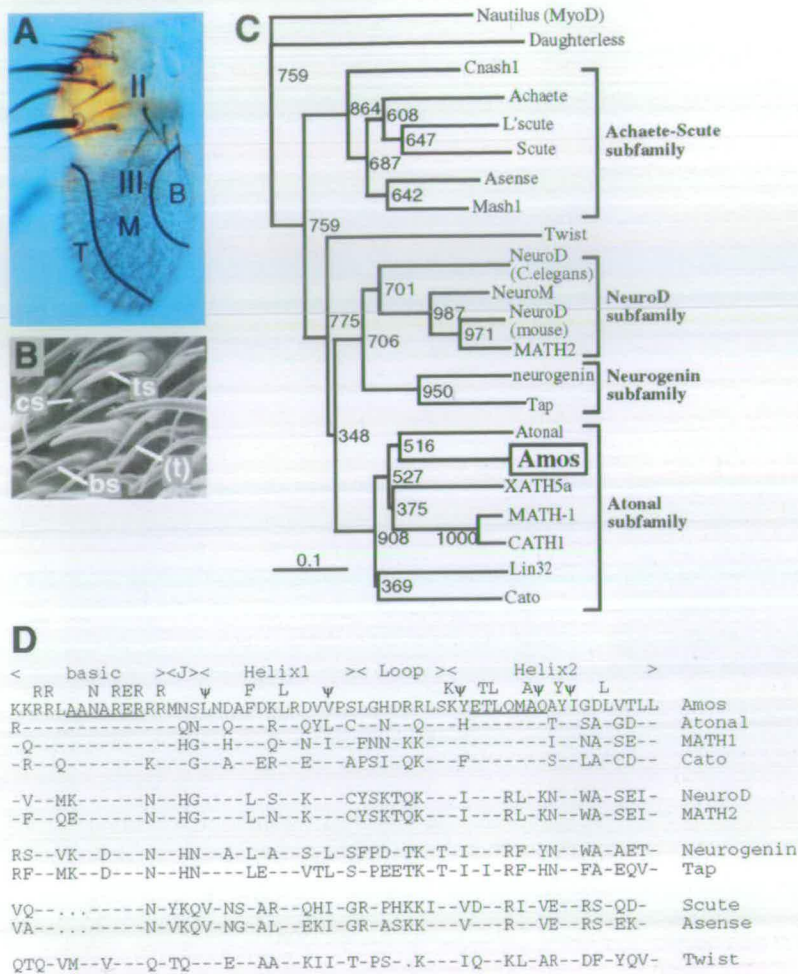 A
II
III
B
M
T
B
cs
ts
bs
(t)
C
Nautilus (MyoD)
Daughterless
759
Cnash1
864
Achaete
608
L'scute
647
Scute
687
Asense
642
Mash1
Achaete-Scute
subfamily
759
Twist
NeuroD
(C.elegans)
701
NeuroM
987
NeuroD
(mouse)
971
MATH2
NeuroD
subfamily
775
706
neurogenin
950
Tap
Neurogenin
subfamily
348
Atonal
516
Amos
527
XATH5a
375
MATH-1
908
1000
CATH1
Lin32
369
Cato
Atonal
subfamily
0.1
D
< basic ><J>< Helix1 >< Loop >< Helix2 >
RR N RER R ψ F L ψ Kψ TL Aψ Yψ L
KKRRLAANARERRRMNSLNDAFDKLRDVVPSLGHDRRLSKYETLQMAQAYIGDLVTLL Amos
R--------------QN--Q---R-QYL-C--N--Q---H--------T-SA-GD-- Atonal
-Q-------------HG--H--Q--N-I-FNN-KK------------I-NA-SE-- MATH1
-R--Q-------K--G--A-ER--E---APSI-QK---F--------S-LA-CD-- Cato
-V--MK-------N-HG---L-S--K---CYSKTQK---I---RL-KN--WA-SEI- NeuroD
-F--QE-------N-HG---L-N--K---CYSKTQK---I---RL-KN--WA-SEI- MATH2
RS--VK--D---N-HN--A-L-A--S-L-SFPD-TK-T-I---RF-YN--WA-AET- Neurogenin
RF--MK--D---N-HN---LE---VTL-S-PEETK-T-I-I-RF-HN--FA-EQV- Tap
VQ---...-----N-YKQV-NS-AR--QHI-GR-PHKKI--VD--RI-VE--RS-QD- Scute
VA-----------N-VKQV-NG-AL--EKI-GR-ASKK---V---R--VE--RS-EK- Asense
QTQ-VM--V---Q-TQ---E--AA--KII-T-PS-.K---IQ--KL-AR--DF-YQV- Twist